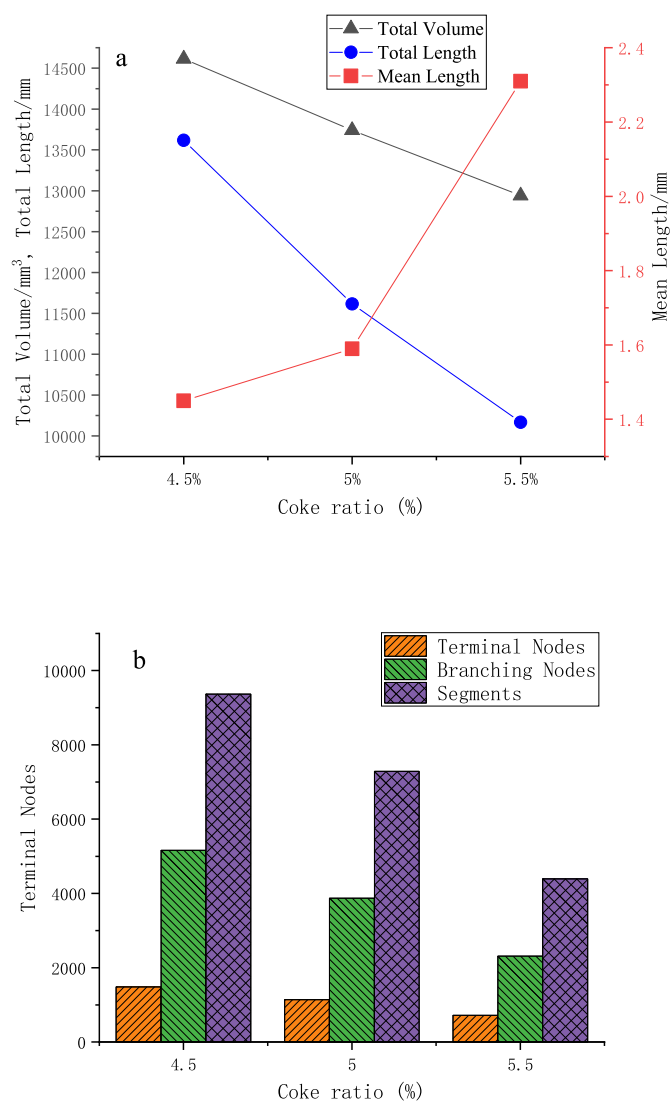 a
Total Volume
Total Length
Mean Length
Total Volume/mm³, Total Length/mm
14500
14000
13500
13000
12500
12000
11500
11000
10500
10000
2.4
2.2
2.0
1.8
1.6
1.4
Mean Length/mm
4.5%
5%
5.5%
Coke ratio (%)
b
Terminal Nodes
Branching Nodes
Segments
Terminal Nodes
10000
8000
6000
4000
2000
0
4.5
5
5.5
Coke ratio (%)